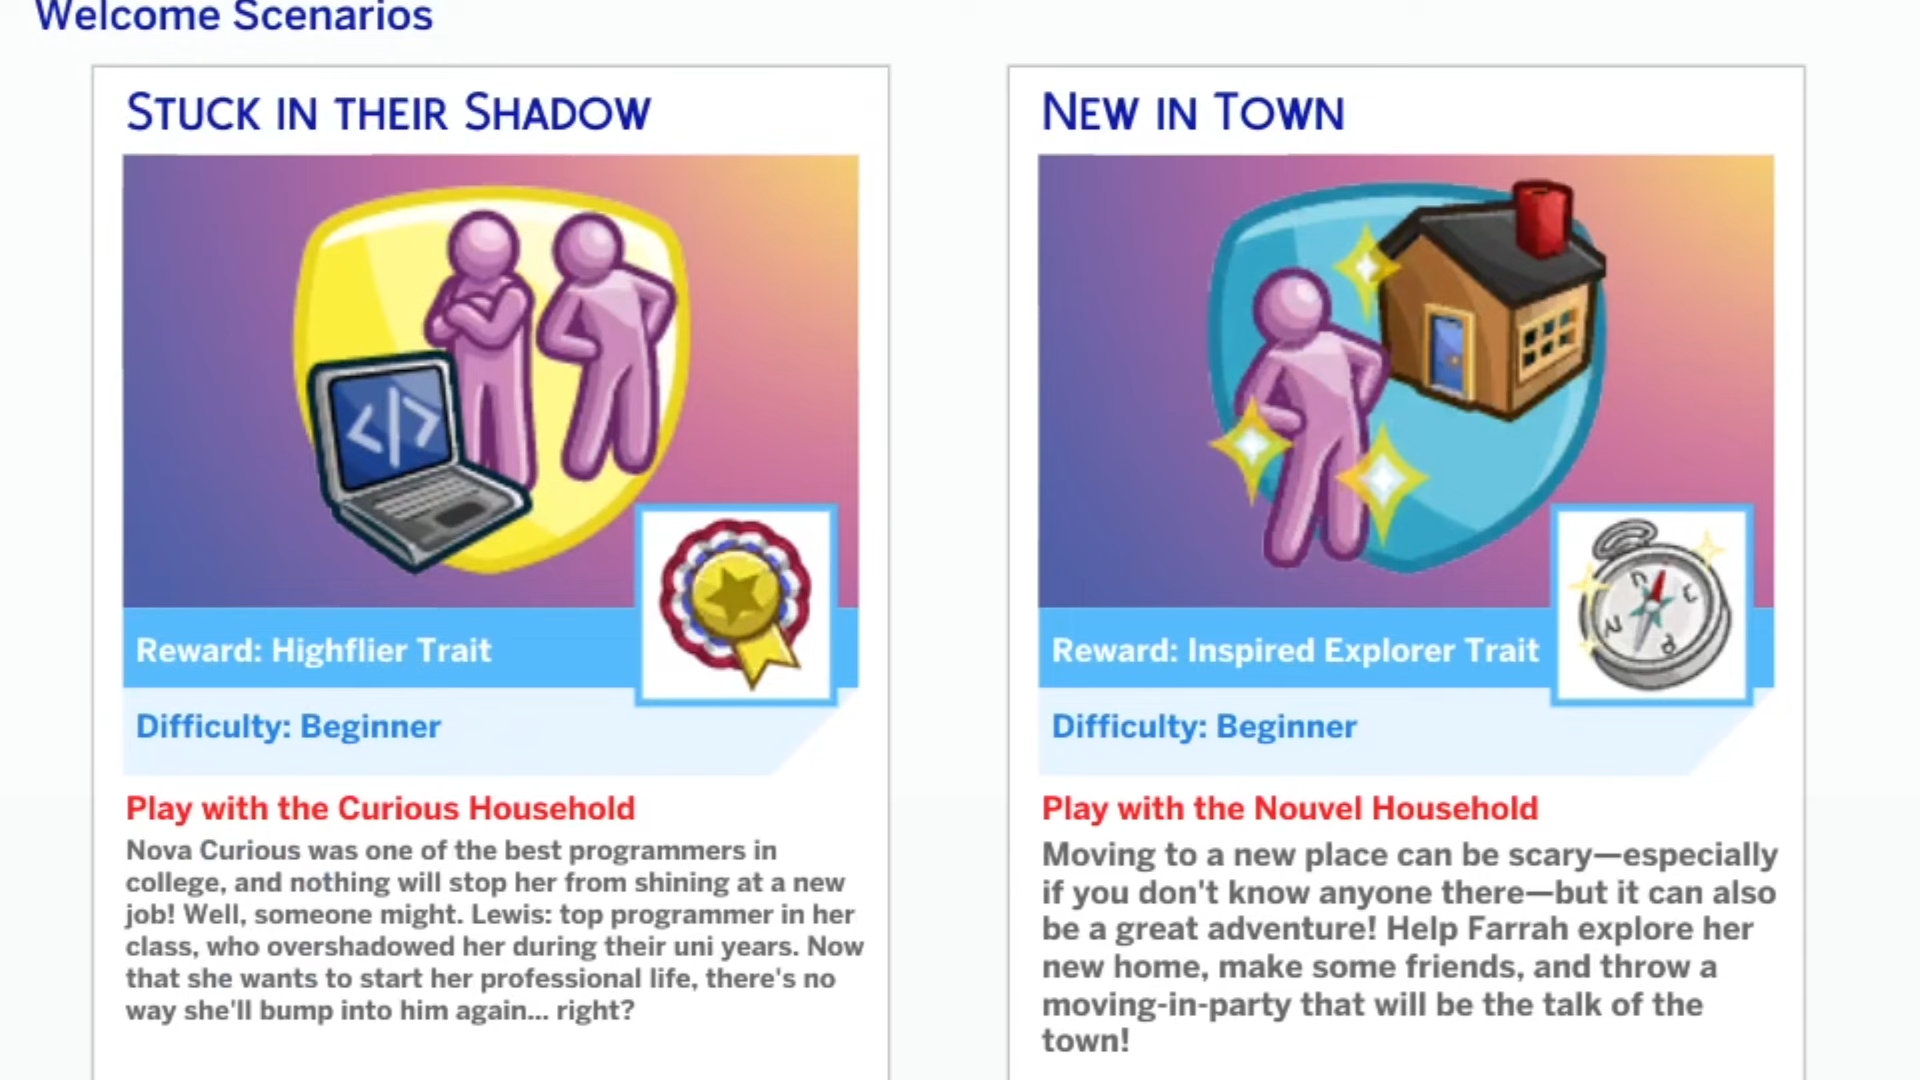 Welcome Scenarios
STUCK IN THEIR SHADOW
</>
Reward: Highflier Trait
Difficulty: Beginner
Play with the Curious Household
Nova Curious was one of the best programmers in
college, and nothing will stop her from shining at a new
job! Well, someone might. Lewis: top programmer in her
class, who overshadowed her during their uni years. Now
that she wants to start her professional life, there's no
way she'll bump into him again... right?
NEW IN TOWN
Reward: Inspired Explorer Trait
Difficulty: Beginner
Play with the Nouvel Household
Moving to a new place can be scary—especially
if you don't know anyone there—but it can also
be a great adventure! Help Farrah explore her
new home, make some friends, and throw a
moving-in-party that will be the talk of the
town!